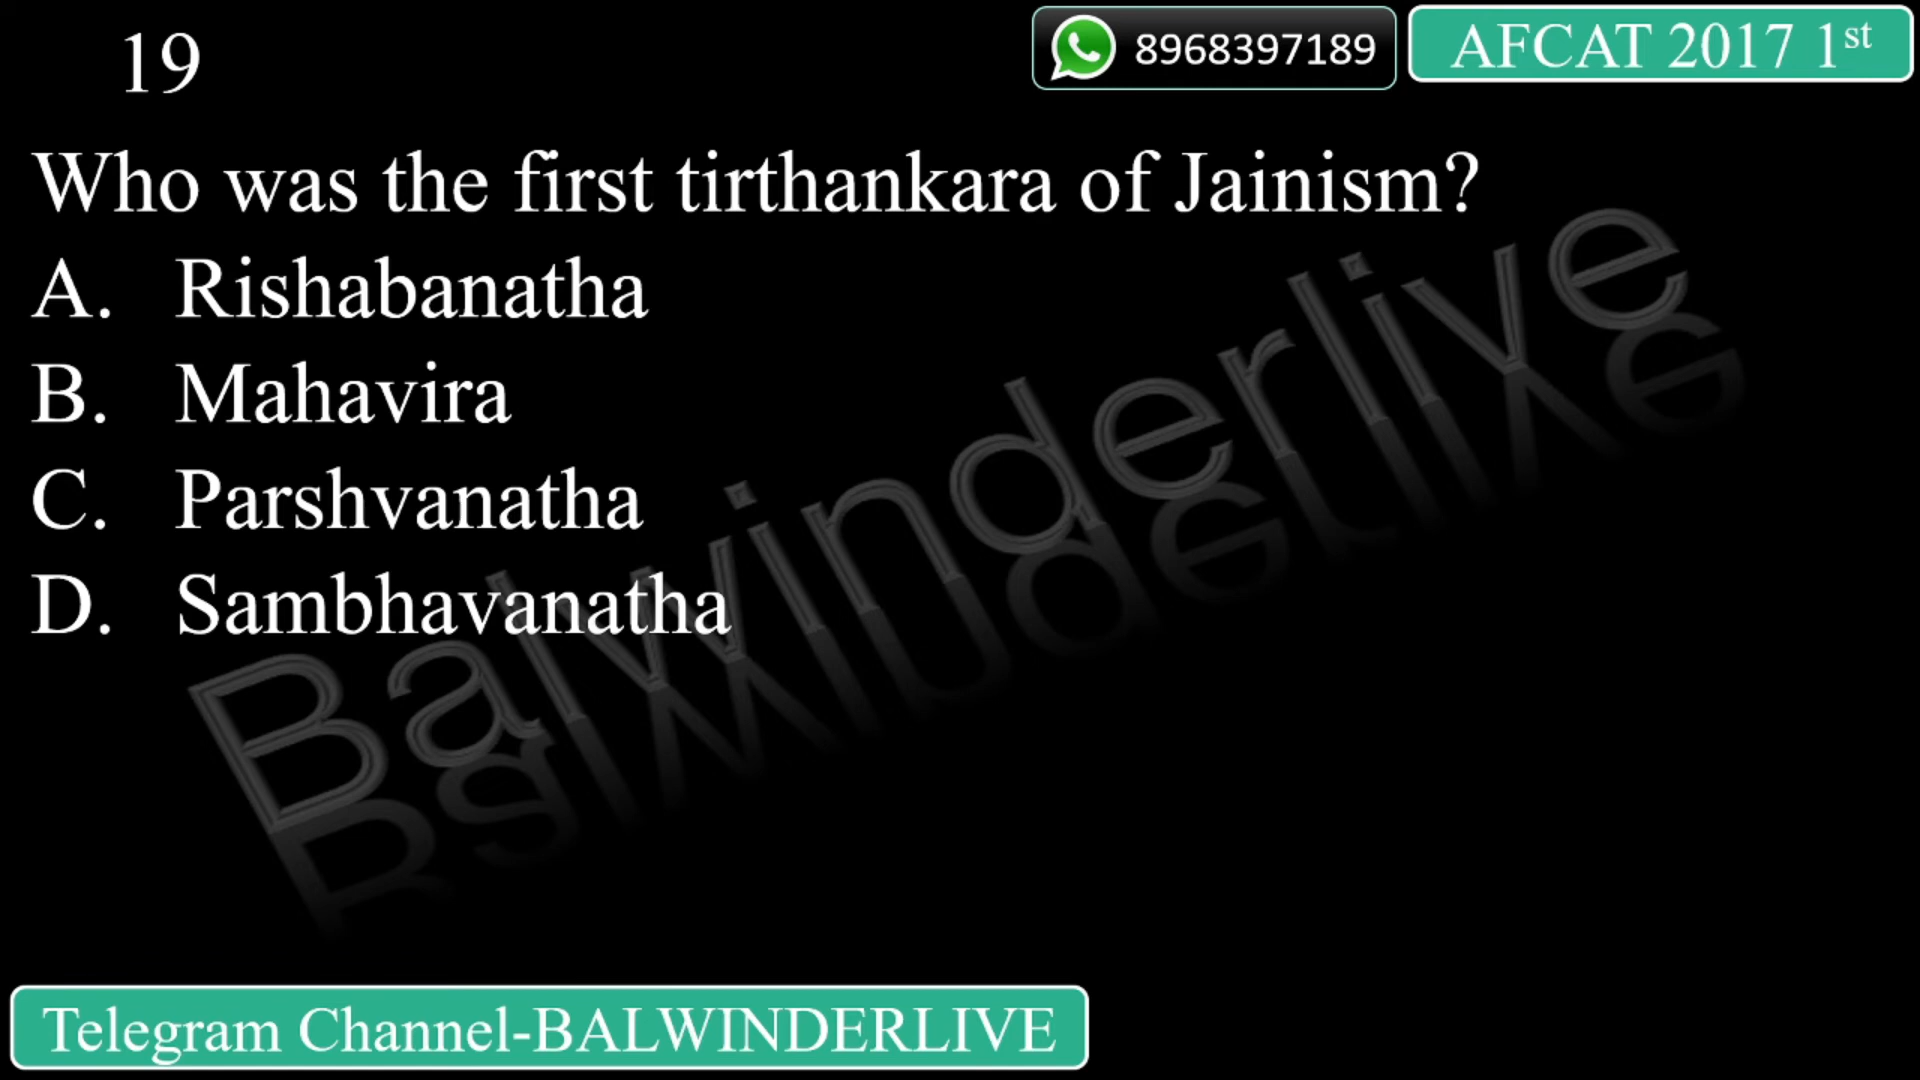 19
8968397189
AFCAT 2017 1st
Who was the first tirthankara of Jainism?
A. Rishabanatha
B. Mahavira
C. Parshvanatha
D. Sambhavanatha
Balwinderlive
Telegram Channel-BALWINDERLIVE